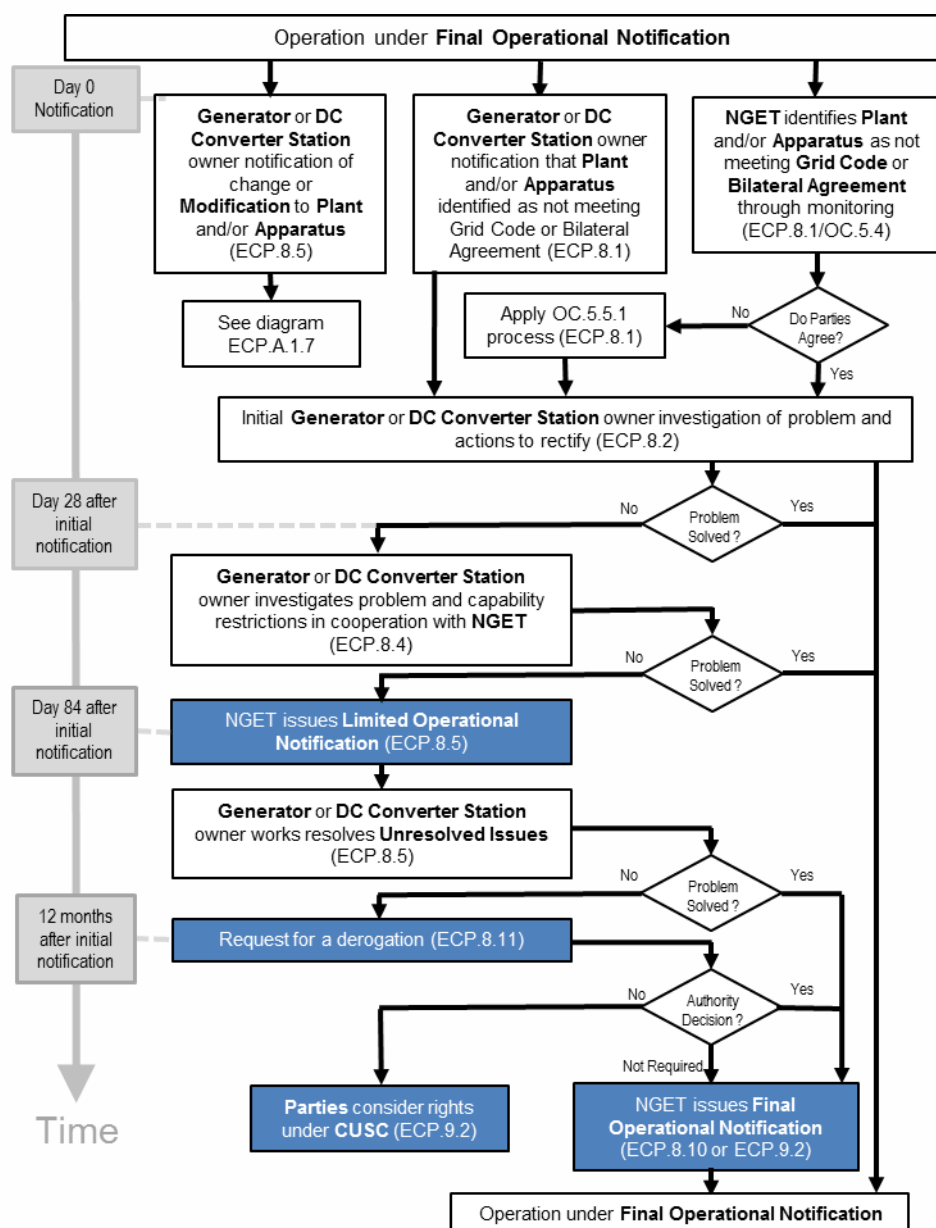 Operation under Final Operational Notification
Day 0
Notification
Generator or DC
Converter Station
owner notification of
change or
Modification to Plant
and/or Apparatus
(ECP.8.5)
Generator or DC
Converter Station owner
notification that Plant
and/or Apparatus
identified as not meeting
Grid Code or Bilateral
Agreement (ECP.8.1)
NGET identifies Plant
and/or Apparatus as not
meeting Grid Code or
Bilateral Agreement
through monitoring
(ECP.8.1/OC.5.4)
See diagram
ECP.A.1.7
Apply OC.5.5.1
process (ECP.8.1)
No
Do Parties
Agree?
Yes
Initial Generator or DC Converter Station owner investigation of problem and
actions to rectify (ECP.8.2)
Day 28 after
initial
notification
No
Problem
Solved ?
Yes
Generator or DC Converter Station
owner investigates problem and capability
restrictions in cooperation with NGET
(ECP.8.4)
No
Problem
Solved ?
Yes
Day 84 after
initial
notification
NGET issues Limited Operational
Notification (ECP.8.5)
Generator or DC Converter Station
owner works resolves Unresolved Issues
(ECP.8.5)
No
Problem
Solved ?
Yes
12 months
after initial
notification
Request for a derogation (ECP.8.11)
No
Authority
Decision ?
Yes
Not Required
Time
Parties consider rights
under CUSC (ECP.9.2)
NGET issues Final
Operational Notification
(ECP.8.10 or ECP.9.2)
Operation under Final Operational Notification